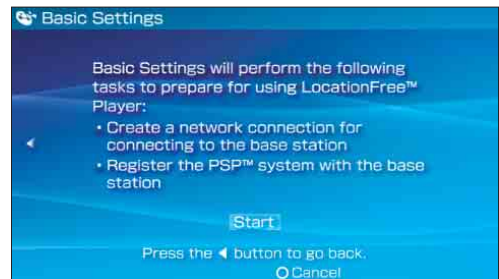 Basic Settings
Basic Settings will perform the following
tasks to prepare for using LocationFree™
Player:
• Create a network connection for
connecting to the base station
• Register the PSP™ system with the base
station
Start
Press the ◀ button to go back.
Cancel